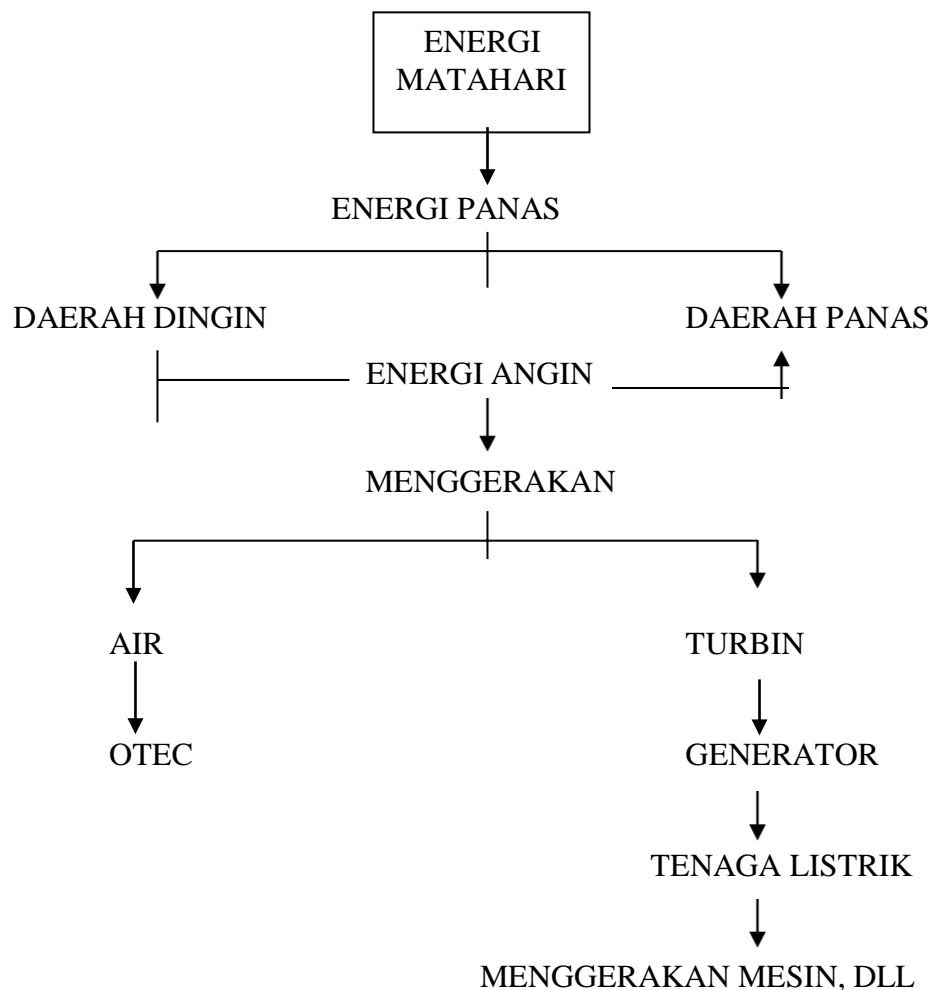 ENERGI
MATAHARI
ENERGI PANAS
DAERAH DINGIN
DAERAH PANAS
ENERGI ANGIN
MENGGERAKAN
AIR
TURBIN
OTEC
GENERATOR
TENAGA LISTRIK
MENGGERAKAN MESIN, DLL